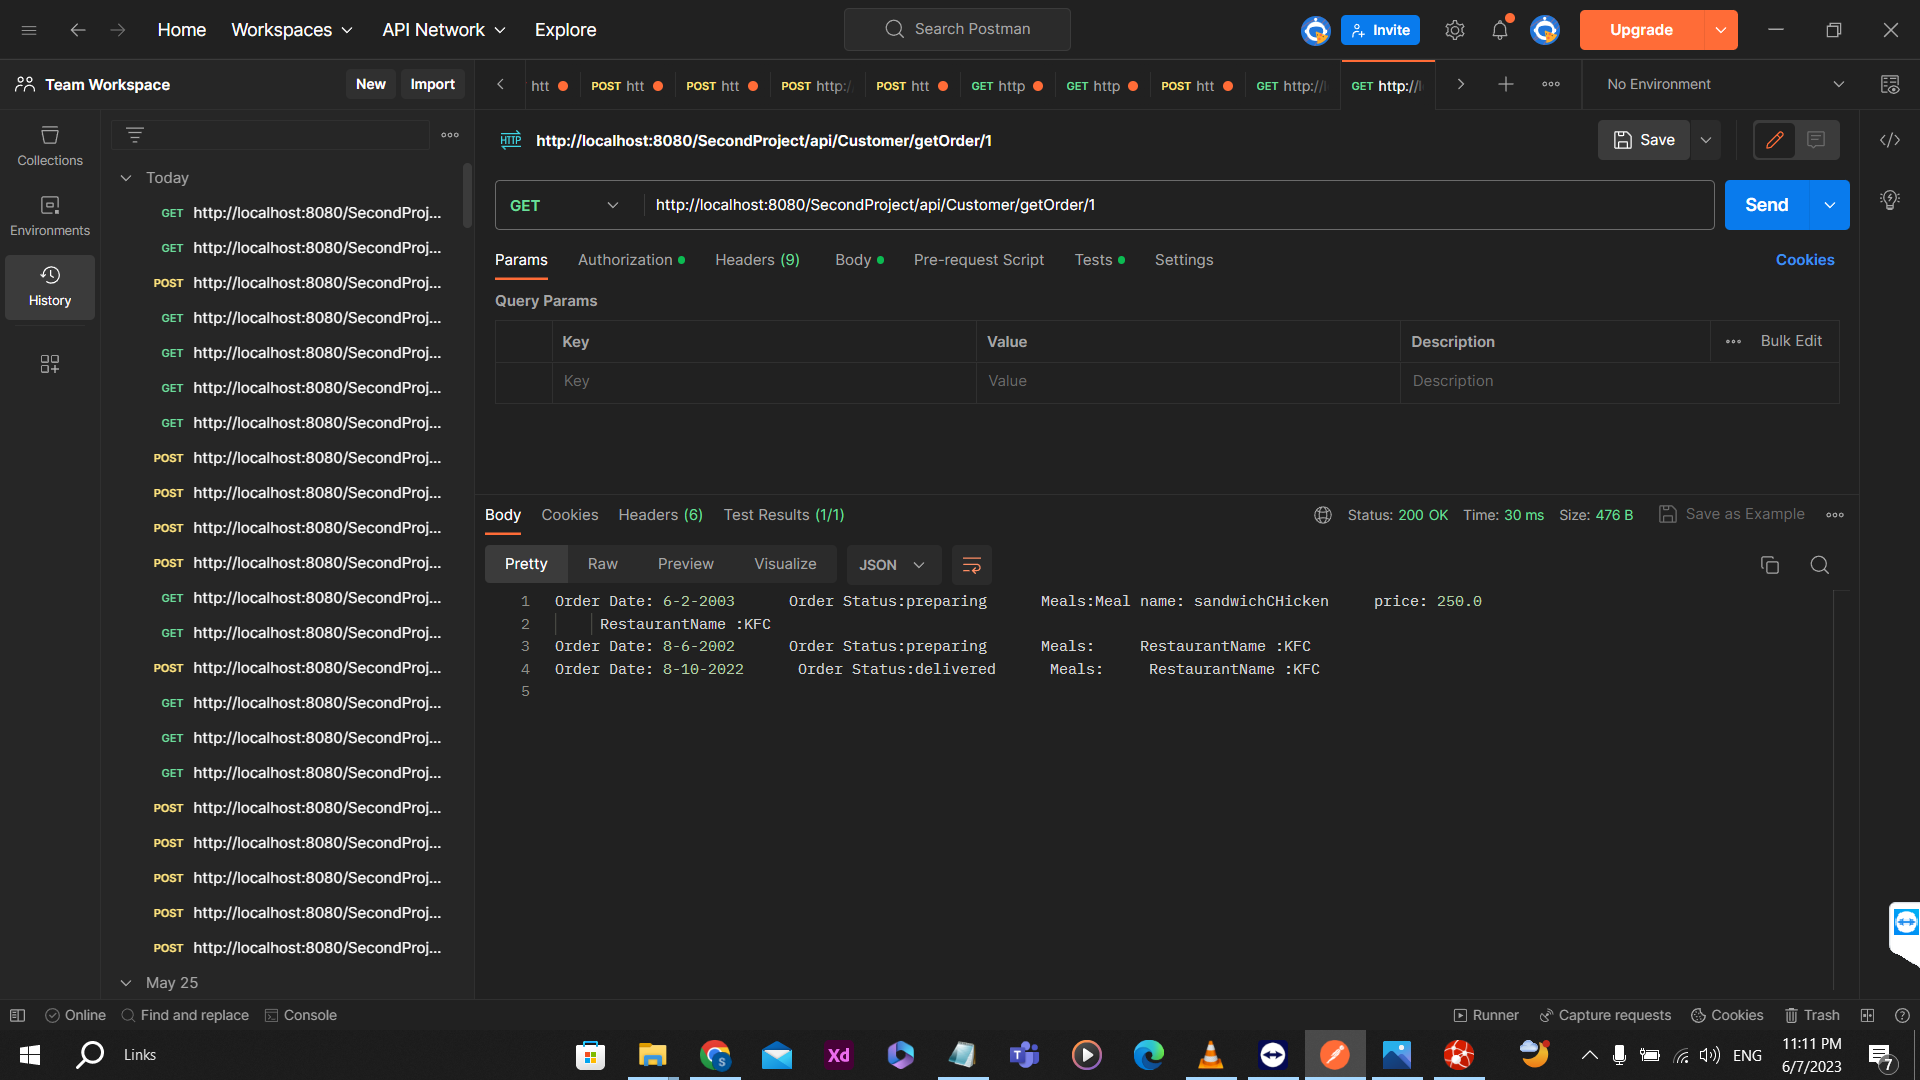 Home Workspaces API Network Explore Search Postman Invite Upgrade
Team Workspace New Import htt POST htt POST htt POST http:/ POST htt GET http GET http POST htt GET http://l GET http://l No Environment
Collections
Environments
History
Today
GET http://localhost:8080/SecondProj...
GET http://localhost:8080/SecondProj...
POST http://localhost:8080/SecondProj...
GET http://localhost:8080/SecondProj...
GET http://localhost:8080/SecondProj...
GET http://localhost:8080/SecondProj...
GET http://localhost:8080/SecondProj...
POST http://localhost:8080/SecondProj...
POST http://localhost:8080/SecondProj...
POST http://localhost:8080/SecondProj...
POST http://localhost:8080/SecondProj...
GET http://localhost:8080/SecondProj...
GET http://localhost:8080/SecondProj...
POST http://localhost:8080/SecondProj...
GET http://localhost:8080/SecondProj...
GET http://localhost:8080/SecondProj...
GET http://localhost:8080/SecondProj...
POST http://localhost:8080/SecondProj...
POST http://localhost:8080/SecondProj...
POST http://localhost:8080/SecondProj...
POST http://localhost:8080/SecondProj...
POST http://localhost:8080/SecondProj...
May 25
HTTP http://localhost:8080/SecondProject/api/Customer/getOrder/1 Save
GET http://localhost:8080/SecondProject/api/Customer/getOrder/1 Send
Params Authorization Headers (9) Body Pre-request Script Tests Settings Cookies
Query Params
Key Value Description Bulk Edit
Key Value Description
Body Cookies Headers (6) Test Results (1/1) Status: 200 OK Time: 30 ms Size: 476 B Save as Example
Pretty Raw Preview Visualize JSON
1 Order Date: 6-2-2003 Order Status:preparing Meals:Meal name: sandwichCHicken price: 250.0
2 RestaurantName :KFC
3 Order Date: 8-6-2002 Order Status:preparing Meals: RestaurantName :KFC
4 Order Date: 8-10-2022 Order Status:delivered Meals: RestaurantName :KFC
5
Online Find and replace Console Runner Capture requests Cookies Trash
Links Xd S ENG 11:11 PM
6/7/2023 7